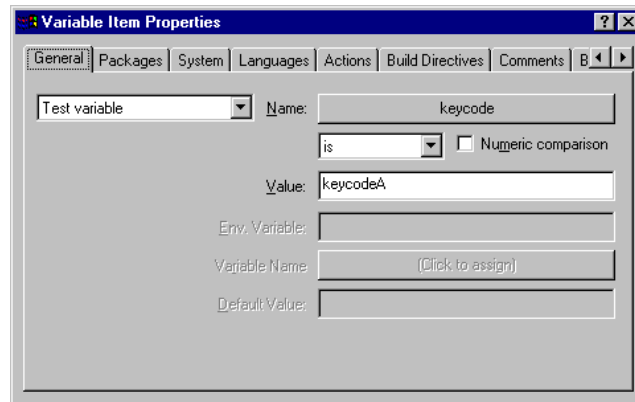 Variable Item Properties
General Packages System Languages Actions Build Directives Comments B
Test variable Name: keycode
is Numeric comparison
Value: keycodeA
Env. Variable:
Variable Name (Click to assign)
Default Value: